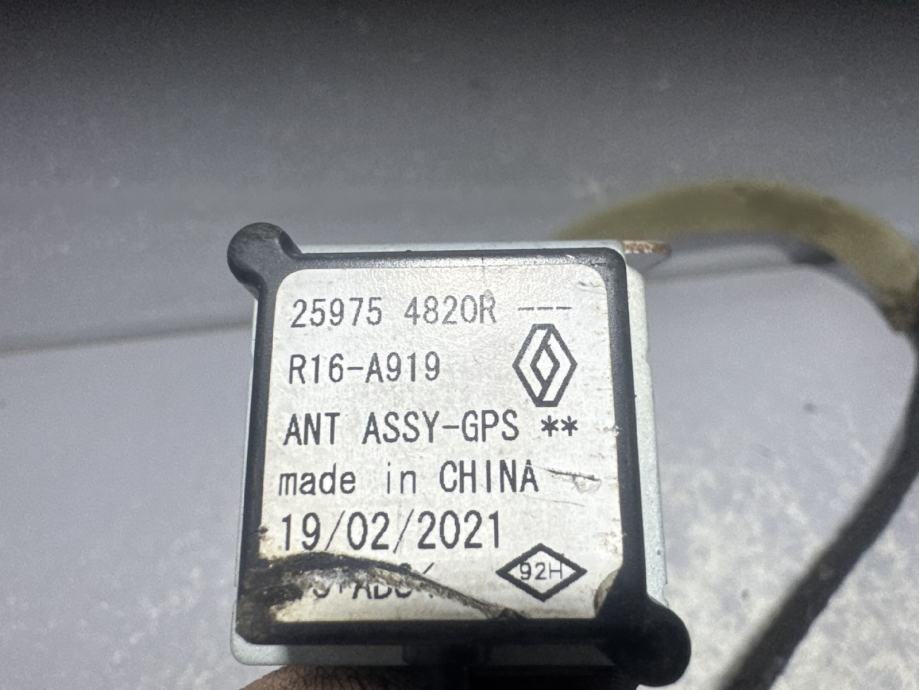 25975 4820R ---
R16-A919
ANT ASSY-GPS **
made in CHINA
19/02/2021
92H